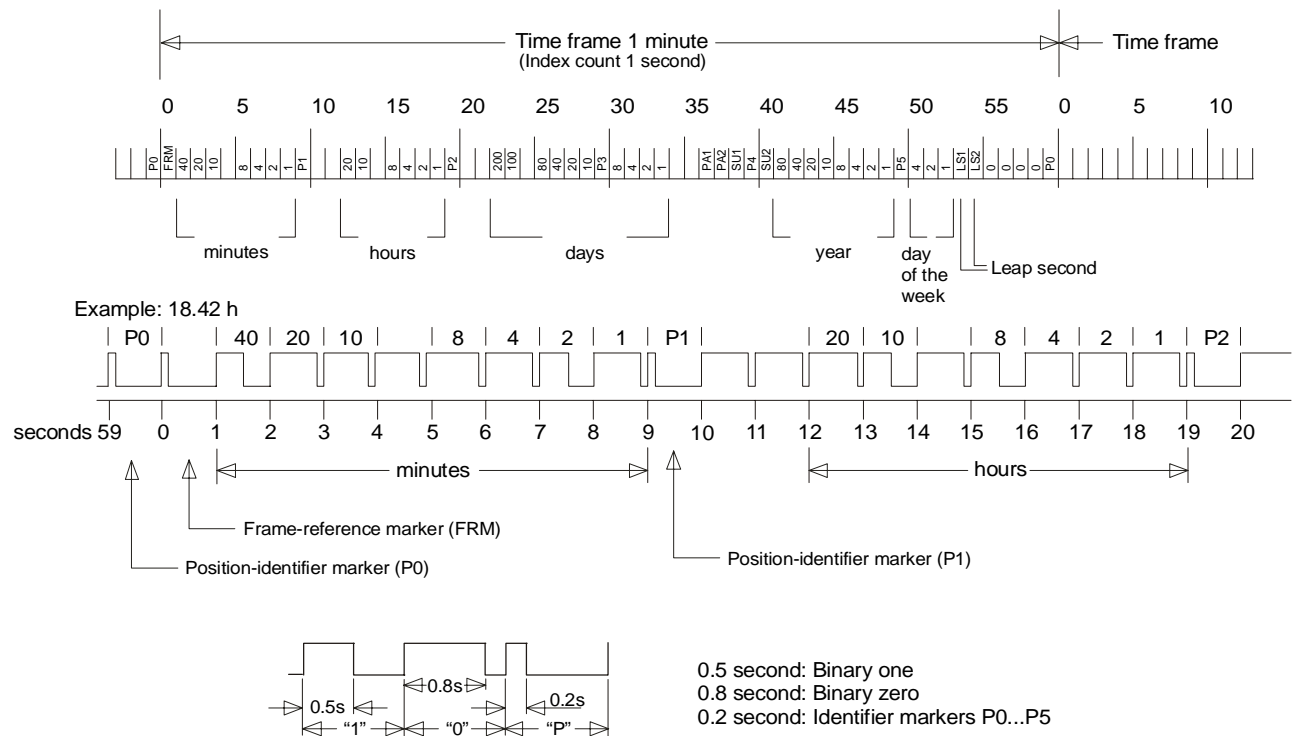 Time frame 1 minute
(Index count 1 second)
Time frame
0 5 10 15 20 25 30 35 40 45 50 55 0 5 10
P0 FRM 40 20 10 8 4 2 1 P1 20 10 8 4 2 1 P2 200 100 80 40 20 10 P3 8 4 2 1 PA1 PA2 SU1 P4 SU2 80 40 20 10 8 4 2 1 P5 4 2 1 LS1 LS2 0 0 0 0 P0
minutes hours days year day
of the
week
Leap second
Example: 18.42 h
P0 40 20 10 8 4 2 1 P1 20 10 8 4 2 1 P2
seconds 59 0 1 2 3 4 5 6 7 8 9 10 11 12 13 14 15 16 17 18 19 20
minutes hours
Frame-reference marker (FRM)
Position-identifier marker (P0)
Position-identifier marker (P1)
0.5s 0.8s 0.2s
“1” “0” “P”
0.5 second: Binary one
0.8 second: Binary zero
0.2 second: Identifier markers P0...P5